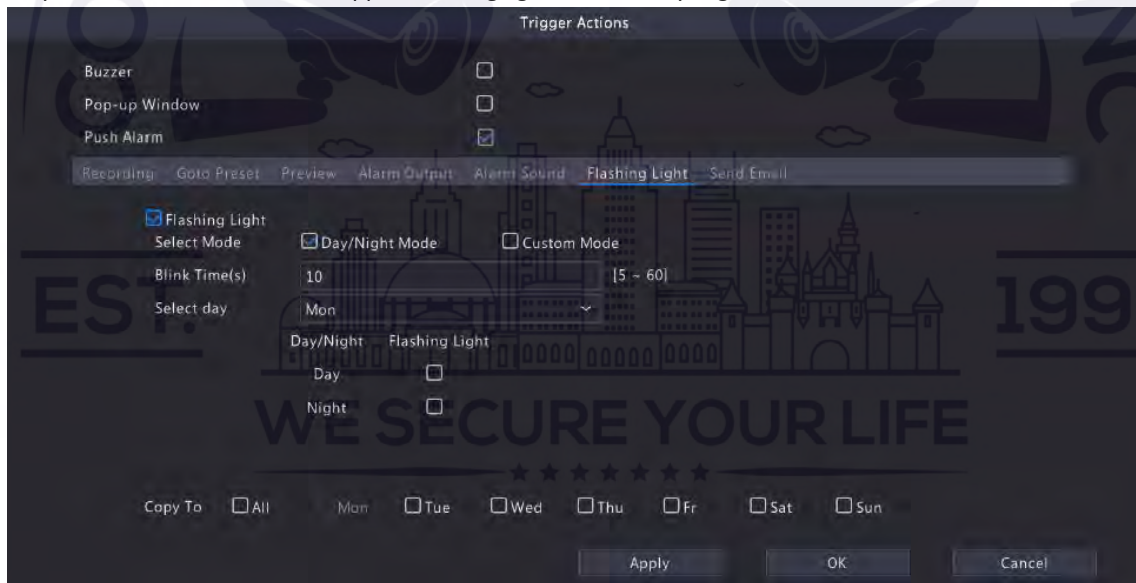 Trigger Actions
Buzzer
Pop-up Window
Push Alarm
Recording Goto Preset Preview Alarm Output Alarm Sound Flashing Light Send Email
Flashing Light
Select Mode Day/Night Mode Custom Mode
Blink Time(s) 10 [5 ~ 60]
Select day Mon
EST. 199
Day/Night Flashing Light
Day
Night
WE SECURE YOUR LIFE
Copy To All Mon Tue Wed Thu Fr Sat Sun
Apply OK Cancel